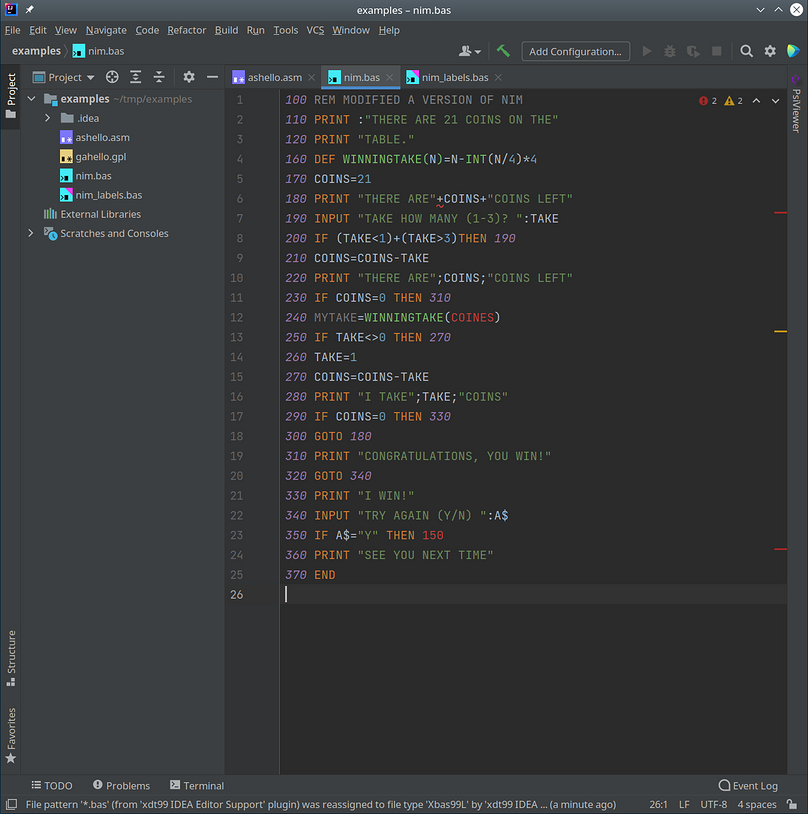 examples – nim.bas
File Edit View Navigate Code Refactor Build Run Tools VCS Window Help
examples nim.bas Add Configuration...
Project
Project
ashello.asm nim.bas nim_labels.bas
PsiViewer
examples ~/tmp/examples
.idea
ashello.asm
gahello.gpl
nim.bas
nim_labels.bas
External Libraries
Scratches and Consoles
2 2
1 100 REM MODIFIED A VERSION OF NIM
2 110 PRINT :"THERE ARE 21 COINS ON THE"
3 120 PRINT "TABLE."
4 160 DEF WINNINGTAKE(N)=N-INT(N/4)*4
5 170 COINS=21
6 180 PRINT "THERE ARE"+COINS+"COINS LEFT"
7 190 INPUT "TAKE HOW MANY (1-3)? ":TAKE
8 200 IF (TAKE<1)+(TAKE>3)THEN 190
9 210 COINS=COINS-TAKE
10 220 PRINT "THERE ARE";COINS;"COINS LEFT"
11 230 IF COINS=0 THEN 310
12 240 MYTAKE=WINNINGTAKE(COINES)
13 250 IF TAKE<>0 THEN 270
14 260 TAKE=1
15 270 COINS=COINS-TAKE
16 280 PRINT "I TAKE";TAKE;"COINS"
17 290 IF COINS=0 THEN 330
18 300 GOTO 180
19 310 PRINT "CONGRATULATIONS, YOU WIN!"
20 320 GOTO 340
21 330 PRINT "I WIN!"
22 340 INPUT "TRY AGAIN (Y/N) ":A$
23 350 IF A$="Y" THEN 150
24 360 PRINT "SEE YOU NEXT TIME"
25 370 END
26
Structure
Favorites
TODO Problems Terminal Event Log
File pattern '*.bas' (from 'xdt99 IDEA Editor Support' plugin) was reassigned to file type 'Xbas99L' by 'xdt99 IDEA ... (a minute ago) 26:1 LF UTF-8 4 spaces